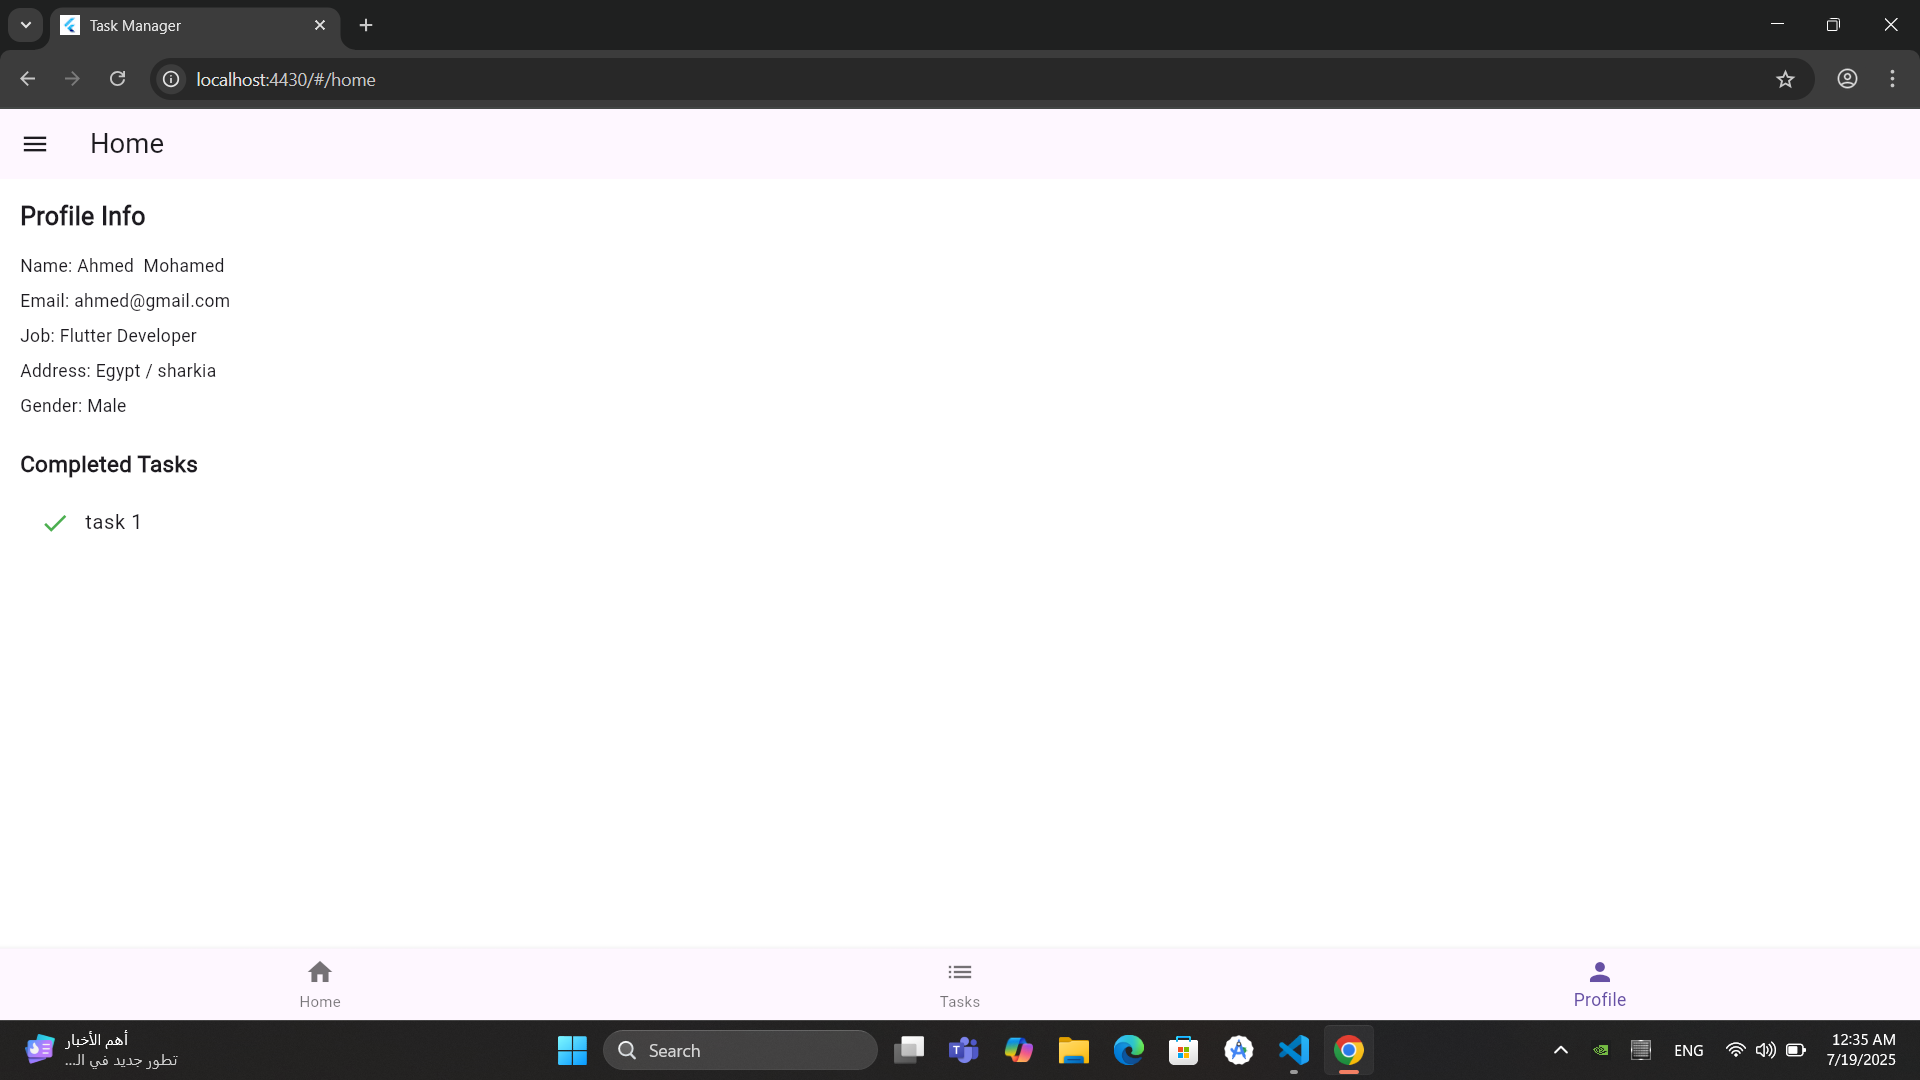 Task Manager
localhost:4430/#/home
Home
Profile Info
Name: Ahmed  Mohamed
Email: ahmed@gmail.com
Job: Flutter Developer
Address: Egypt / sharkia
Gender: Male
Completed Tasks
task 1
Home
Tasks
Profile
أهم الأخبار
تطور جديد في الـ...
Search
ENG
12:35 AM
7/19/2025